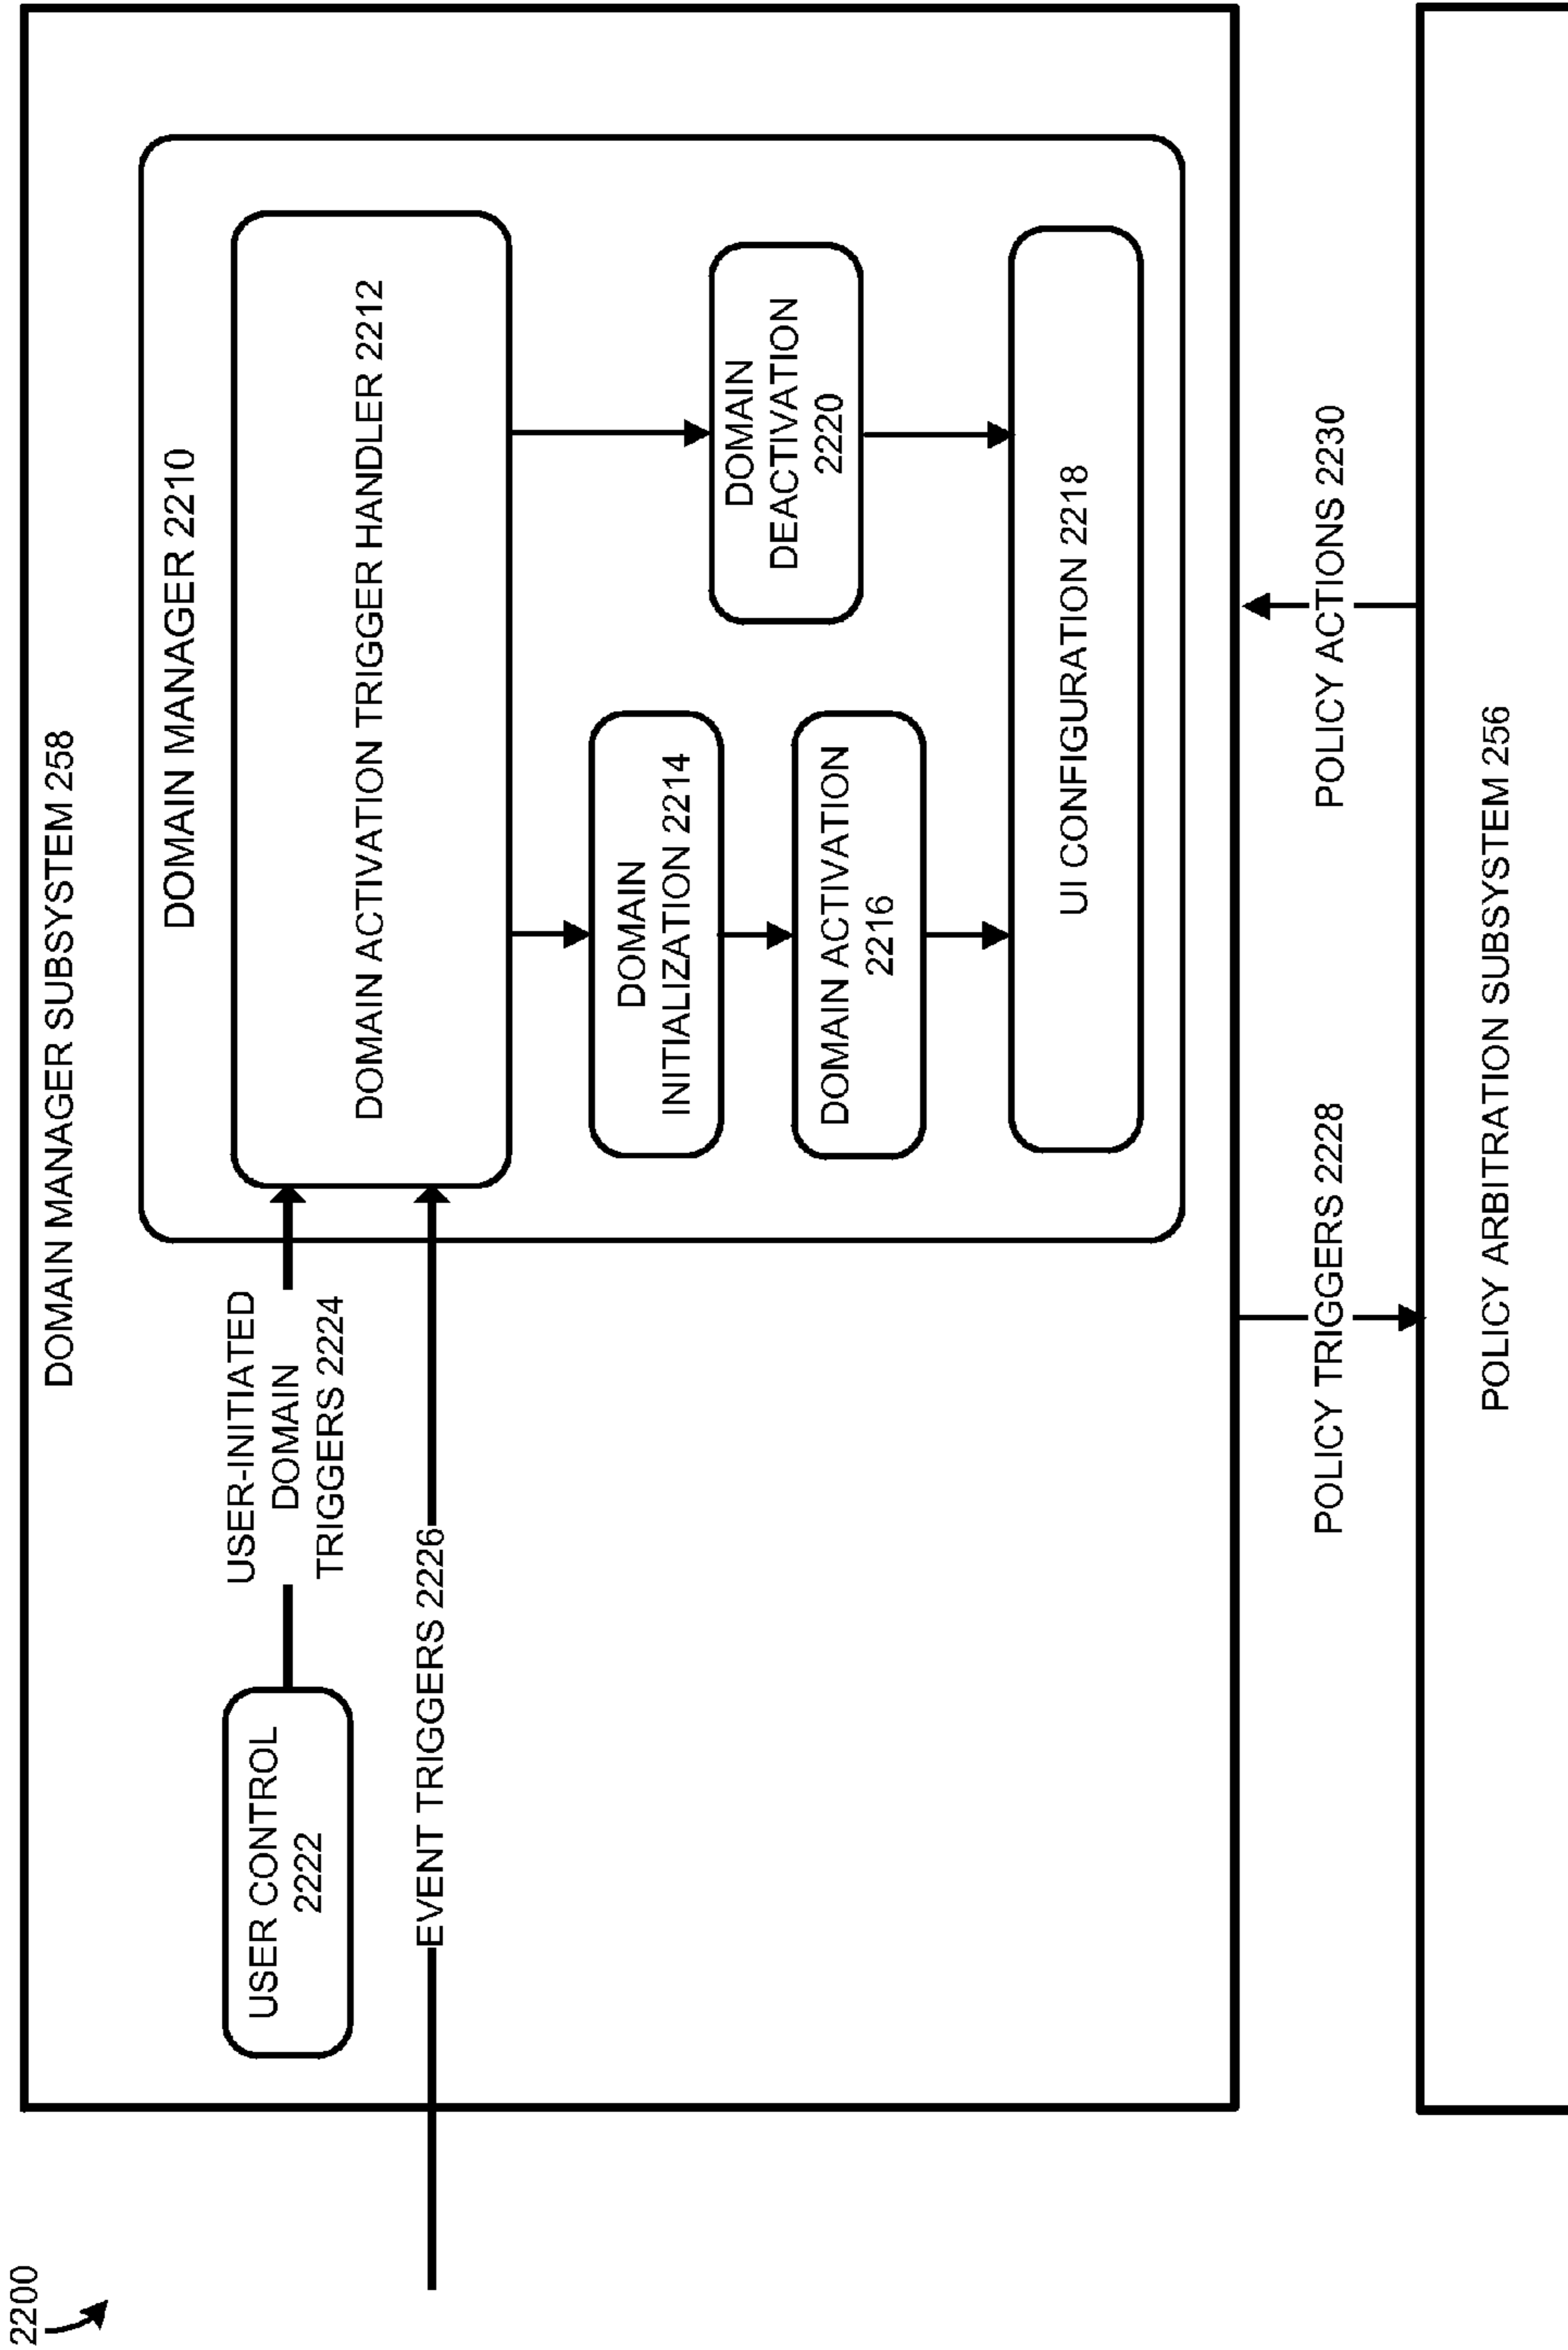 2200
DOMAIN MANAGER SUBSYSTEM 258
DOMAIN MANAGER 2210
USER CONTROL
2222
USER-INITIATED
DOMAIN
TRIGGERS 2224
EVENT TRIGGERS 2226
DOMAIN ACTIVATION TRIGGER HANDLER 2212
DOMAIN
INITIALIZATION 2214
DOMAIN ACTIVATION
2216
DOMAIN
DEACTIVATION
2220
UI CONFIGURATION 2218
POLICY TRIGGERS 2228
POLICY ACTIONS 2230
POLICY ARBITRATION SUBSYSTEM 256